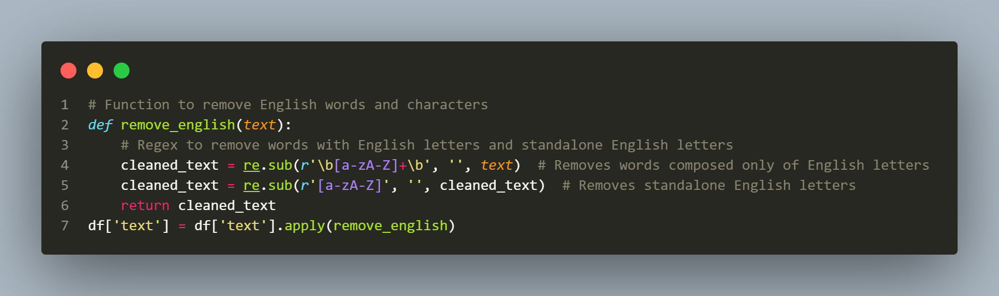 1 # Function to remove English words and characters
2 def remove_english(text):
3     # Regex to remove words with English letters and standalone English letters
4     cleaned_text = re.sub(r'\b[a-zA-Z]+\b', '', text)  # Removes words composed only of English letters
5     cleaned_text = re.sub(r'[a-zA-Z]', '', cleaned_text)  # Removes standalone English letters
6     return cleaned_text
7 df['text'] = df['text'].apply(remove_english)